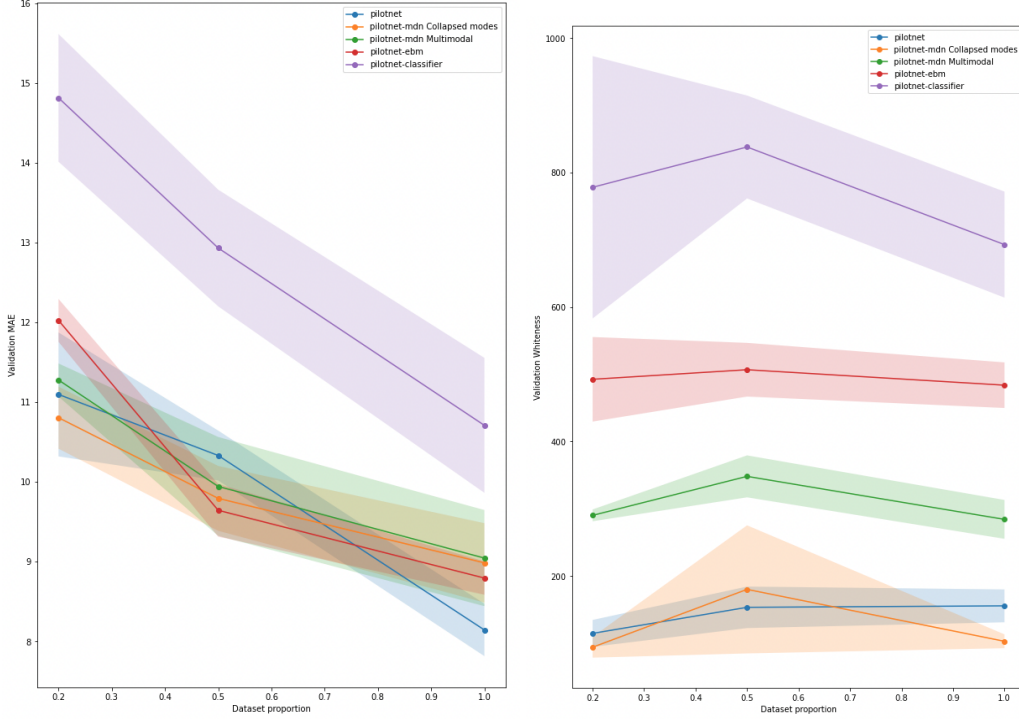 16
15
14
13
12
11
10
9
8
Validation MAE
0.2
0.3
0.4
0.5
0.6
0.7
0.8
0.9
1.0
Dataset proportion
pilotnet
pilotnet-mdn Collapsed modes
pilotnet-mdn Multimodal
pilotnet-ebm
pilotnet-classifier
1000
800
600
400
200
Validation Whiteness
0.2
0.3
0.4
0.5
0.6
0.7
0.8
0.9
1.0
Dataset proportion
pilotnet
pilotnet-mdn Collapsed modes
pilotnet-mdn Multimodal
pilotnet-ebm
pilotnet-classifier